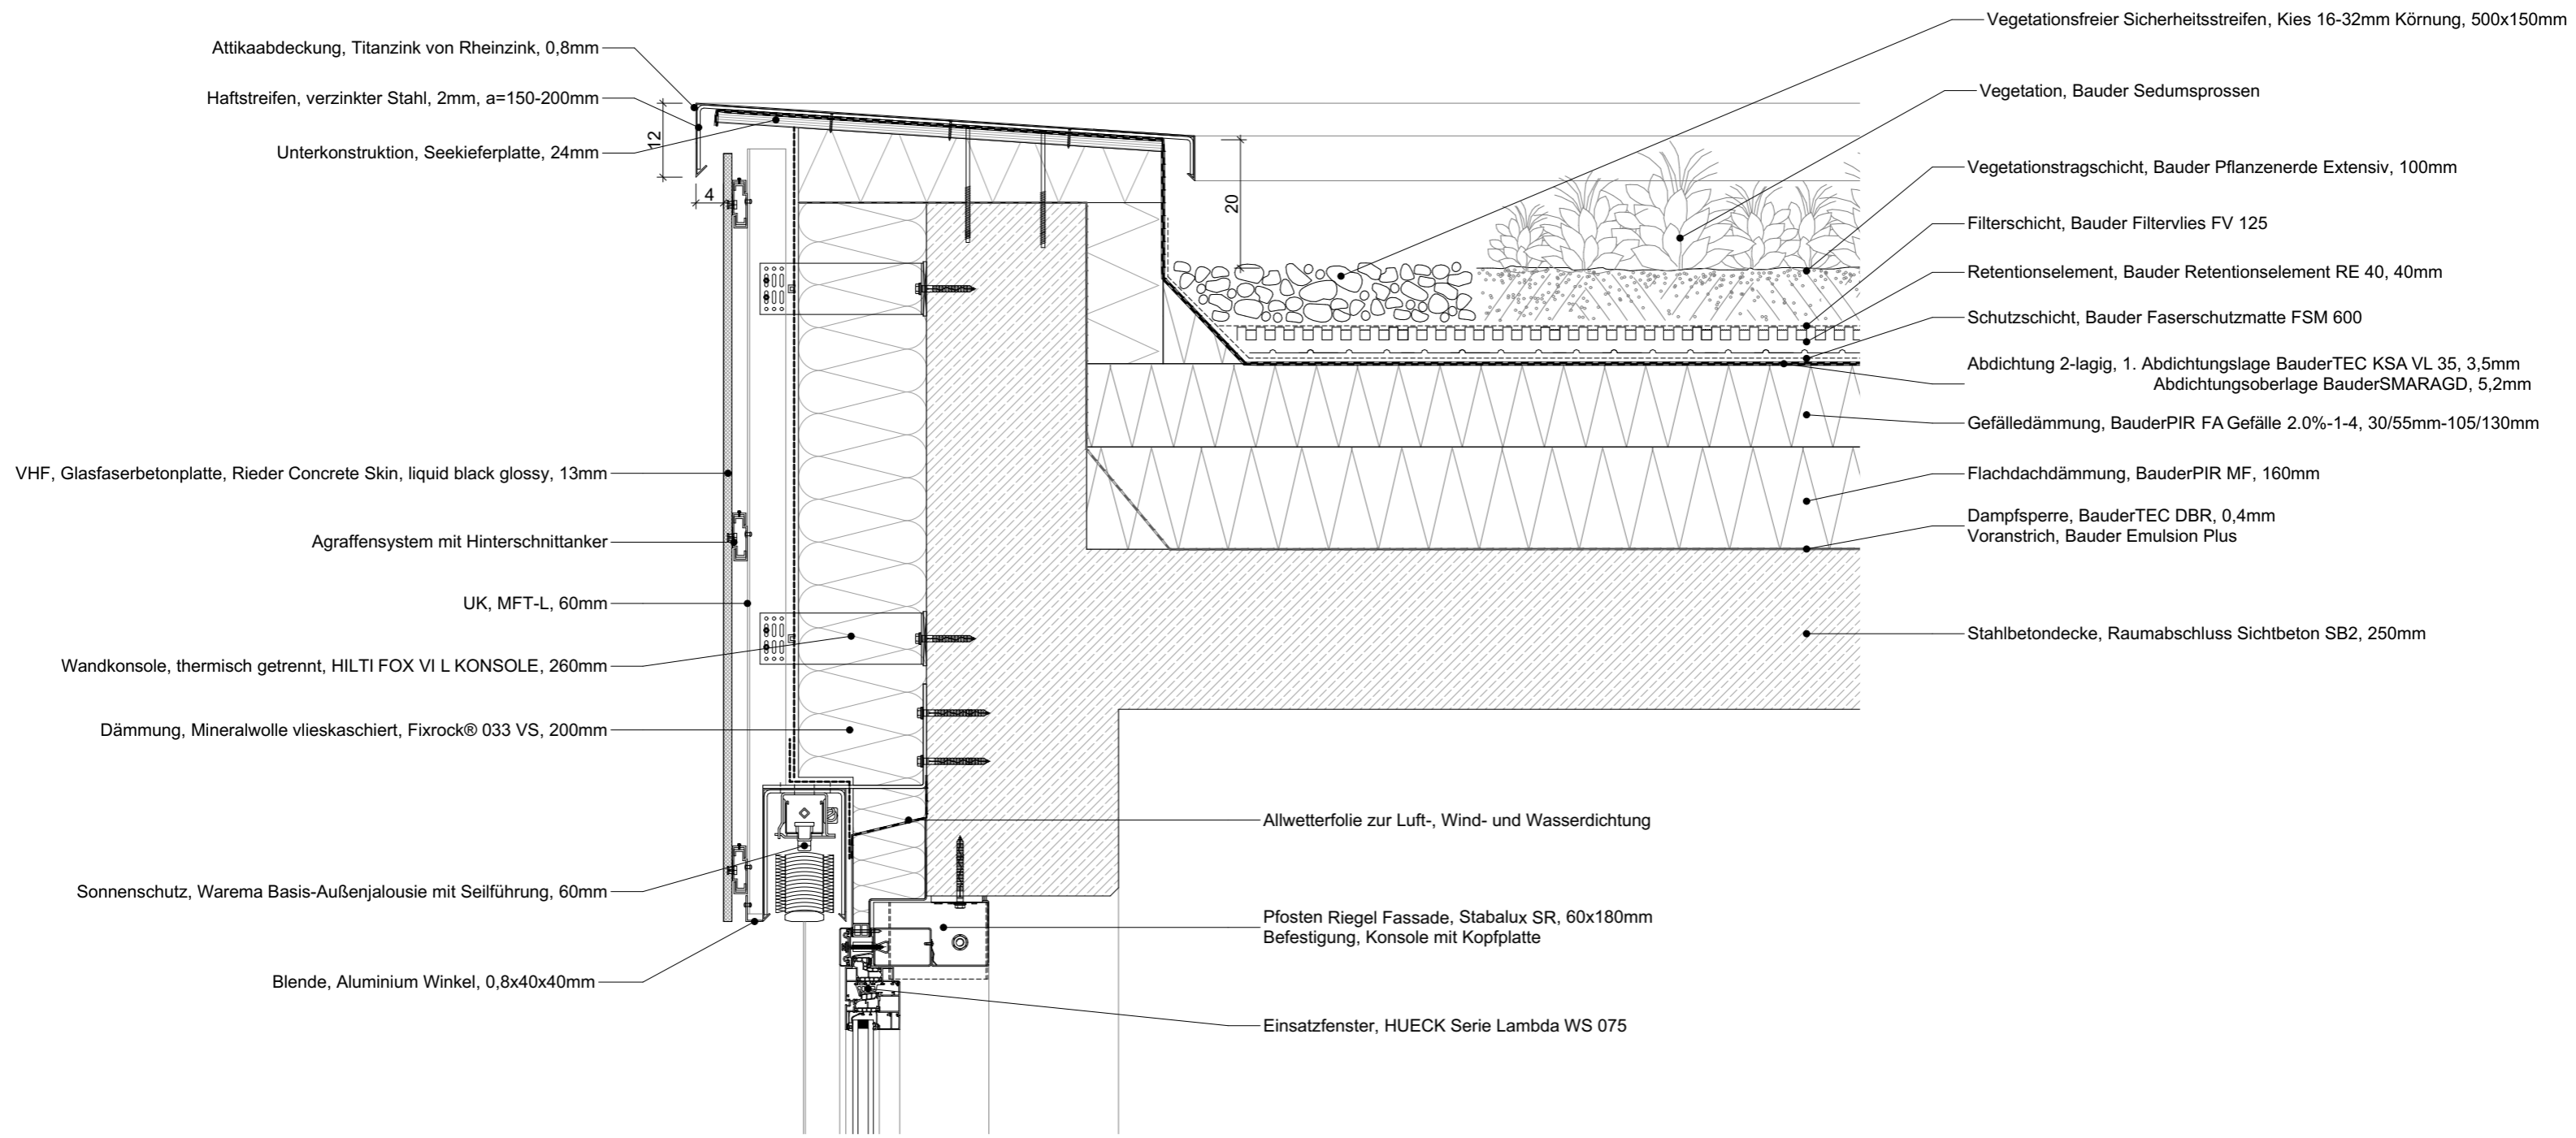 Attikaabdeckung, Titanzink von Rheinzink, 0,8mm
Haftstreifen, verzinkter Stahl, 2mm, a=150-200mm
Unterkonstruktion, Seekieferplatte, 24mm
12
4
20
VHF, Glasfaserbetonplatte, Rieder Concrete Skin, liquid black glossy, 13mm
Agraffensystem mit Hinterschnittanker
UK, MFT-L, 60mm
Wandkonsole, thermisch getrennt, HILTI FOX VI L KONSOLE, 260mm
Dämmung, Mineralwolle vlieskaschiert, Fixrock® 033 VS, 200mm
Sonnenschutz, Warema Basis-Außenjalousie mit Seilführung, 60mm
Blende, Aluminium Winkel, 0,8x40x40mm
Allwetterfolie zur Luft-, Wind- und Wasserdichtung
Pfosten Riegel Fassade, Stabalux SR, 60x180mm
Befestigung, Konsole mit Kopfplatte
Einsatzfenster, HUECK Serie Lambda WS 075
Vegetationsfreier Sicherheitsstreifen, Kies 16-32mm Körnung, 500x150mm
Vegetation, Bauder Sedumsprossen
Vegetationstragschicht, Bauder Pflanzenerde Extensiv, 100mm
Filterschicht, Bauder Filtervlies FV 125
Retentionselement, Bauder Retentionselement RE 40, 40mm
Schutzschicht, Bauder Faserschutzmatte FSM 600
Abdichtung 2-lagig, 1. Abdichtungslage BauderTEC KSA VL 35, 3,5mm
Abdichtungsoberlage BauderSMARAGD, 5,2mm
Gefälledämmung, BauderPIR FA Gefälle 2.0%-1-4, 30/55mm-105/130mm
Flachdachdämmung, BauderPIR MF, 160mm
Dampfsperre, BauderTEC DBR, 0,4mm
Voranstrich, Bauder Emulsion Plus
Stahlbetondecke, Raumabschluss Sichtbeton SB2, 250mm